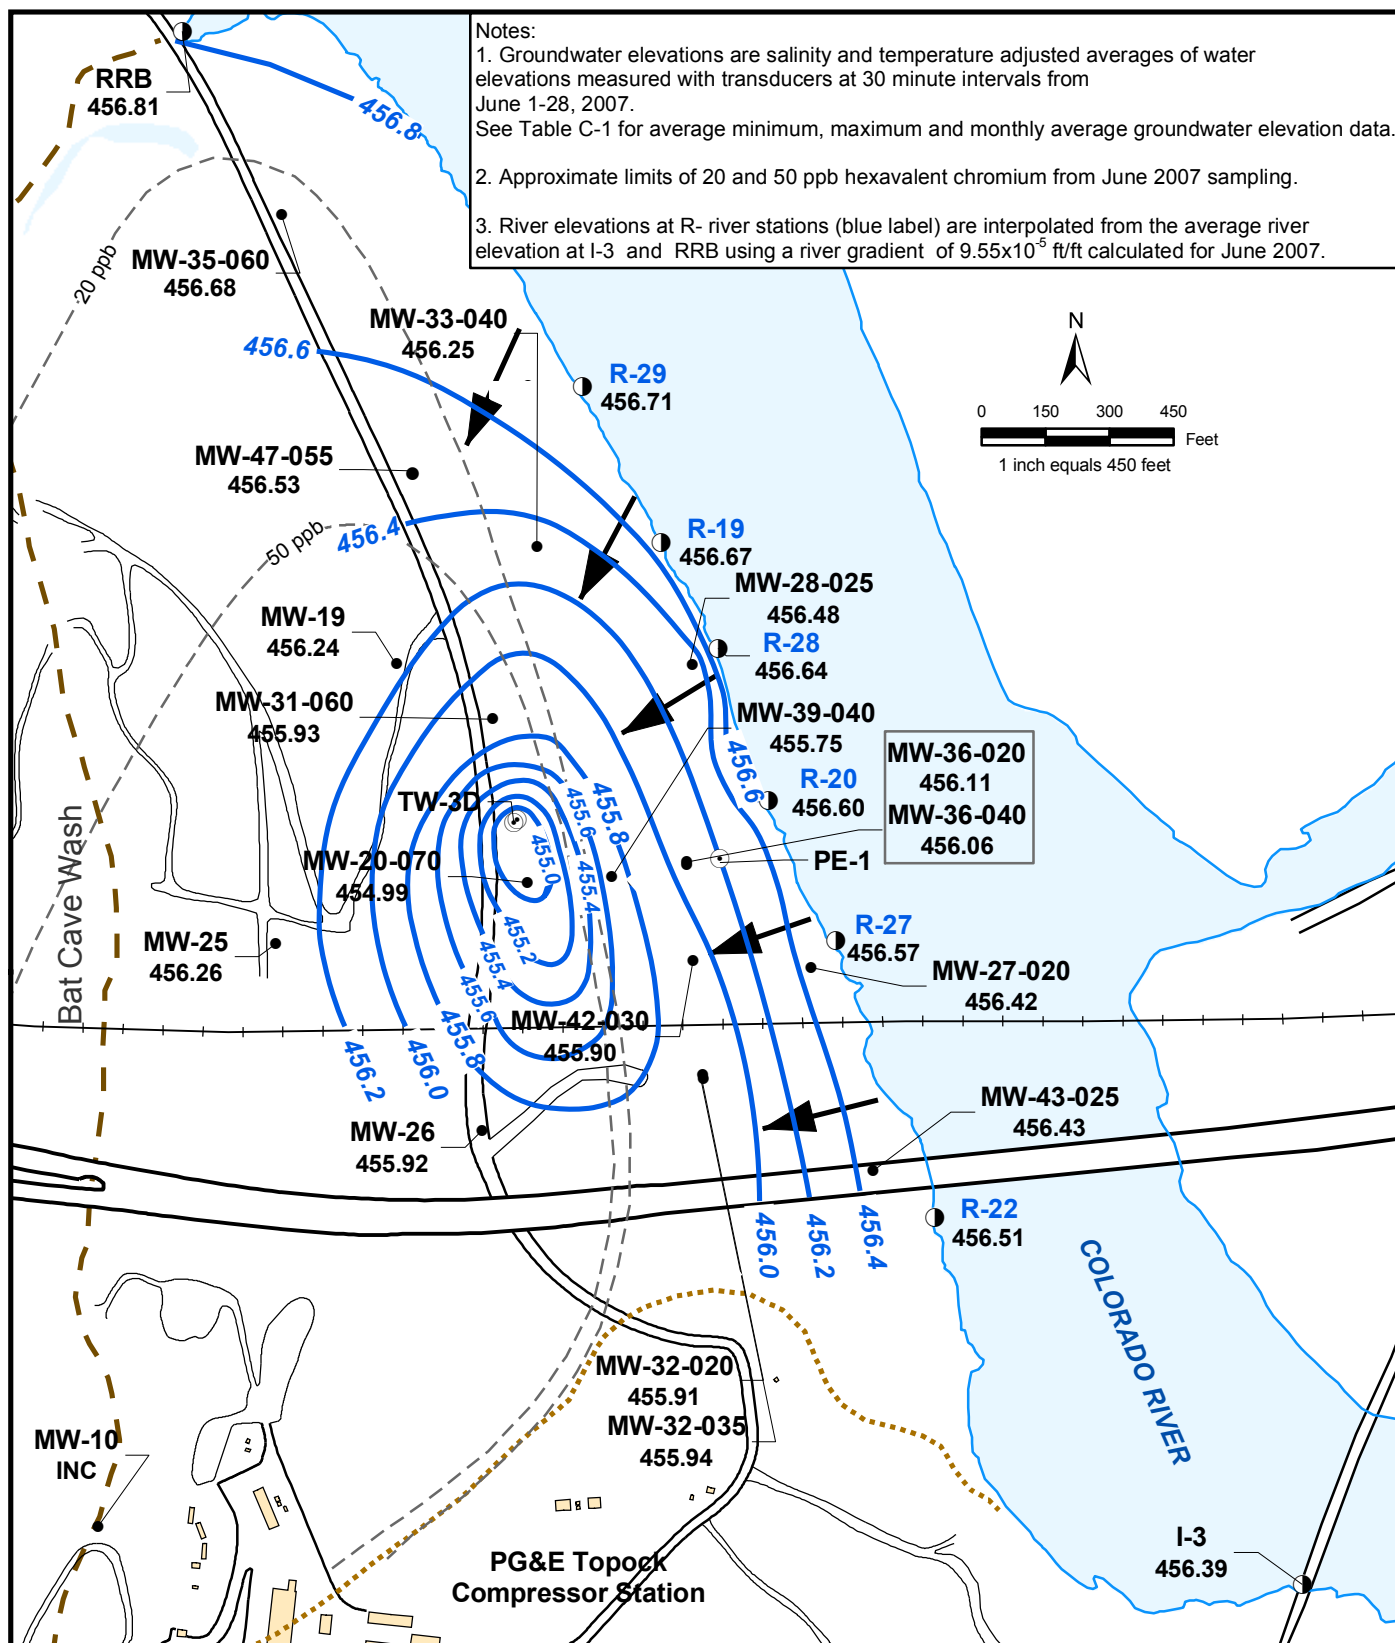 Notes:
1. Groundwater elevations are salinity and temperature adjusted averages of water
elevations measured with transducers at 30 minute intervals from
June 1-28, 2007.
See Table C-1 for average minimum, maximum and monthly average groundwater elevation data.
2. Approximate limits of 20 and 50 ppb hexavalent chromium from June 2007 sampling.
3. River elevations at R- river stations (blue label) are interpolated from the average river
elevation at I-3 and RRB using a river gradient of 9.55x10⁻⁵ ft/ft calculated for June 2007.
RRB
456.81
456.8
20 ppb
MW-35-060
456.68
MW-33-040
456.25
456.6
R-29
456.71
N
0 150 300 450
Feet
1 inch equals 450 feet
MW-47-055
456.53
50 ppb
456.4
R-19
456.67
MW-28-025
456.48
MW-19
456.24
R-28
456.64
MW-31-060
455.93
MW-39-040
455.75
456.6
R-20
456.60
MW-36-020
456.11
MW-36-040
456.06
PE-1
TW-3D
455.6
455.8
455.0
455.4
MW-20-070
454.99
Bat Cave Wash
MW-25
456.26
455.2
455.4
455.6
455.8
R-27
456.57
MW-27-020
456.42
MW-42-030
455.90
456.2
456.0
MW-26
455.92
MW-43-025
456.43
456.0
456.2
456.4
R-22
456.51
COLORADO RIVER
MW-32-020
455.91
MW-32-035
455.94
MW-10
INC
PG&E Topock
Compressor Station
I-3
456.39